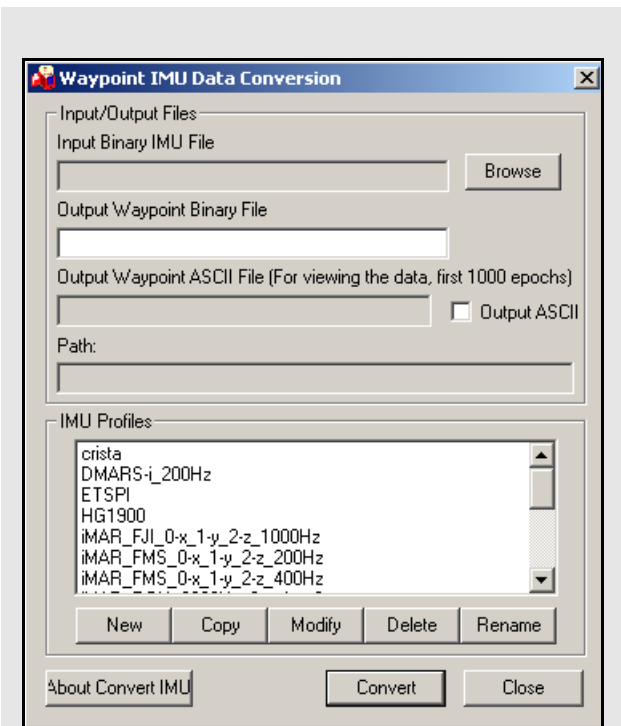 Waypoint IMU Data Conversion
Input/Output Files
Input Binary IMU File
Browse
Output Waypoint Binary File
Output Waypoint ASCII File (For viewing the data, first 1000 epochs)
Output ASCII
Path:
IMU Profiles
crista
DMARS-i_200Hz
ETSPI
HG1900
iMAR_FJI_0-x_1-y_2-z_1000Hz
iMAR_FMS_0-x_1-y_2-z_200Hz
iMAR_FMS_0-x_1-y_2-z_400Hz
New Copy Modify Delete Rename
About Convert IMU Convert Close